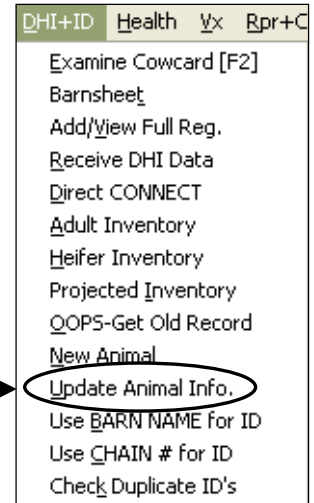 DHI+ID Health Vx Rpr+C
Examine Cowcard [F2]
Barnsheet
Add/View Full Reg.
Receive DHI Data
Direct CONNECT
Adult Inventory
Heifer Inventory
Projected Inventory
OOPS-Get Old Record
New Animal
Update Animal Info.
Use BARN NAME for ID
Use CHAIN # for ID
Check Duplicate ID's